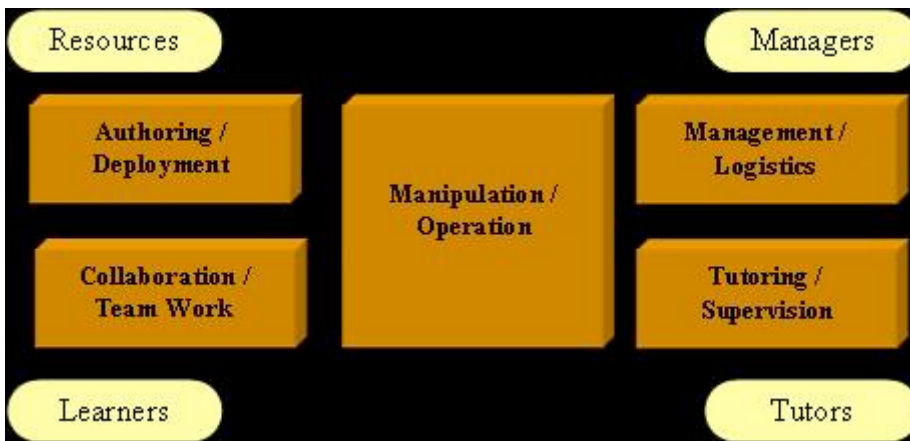 Resources
Managers
Authoring /
Deployment
Manipulation /
Operation
Management /
Logistics
Collaboration /
Team Work
Tutoring /
Supervision
Learners
Tutors